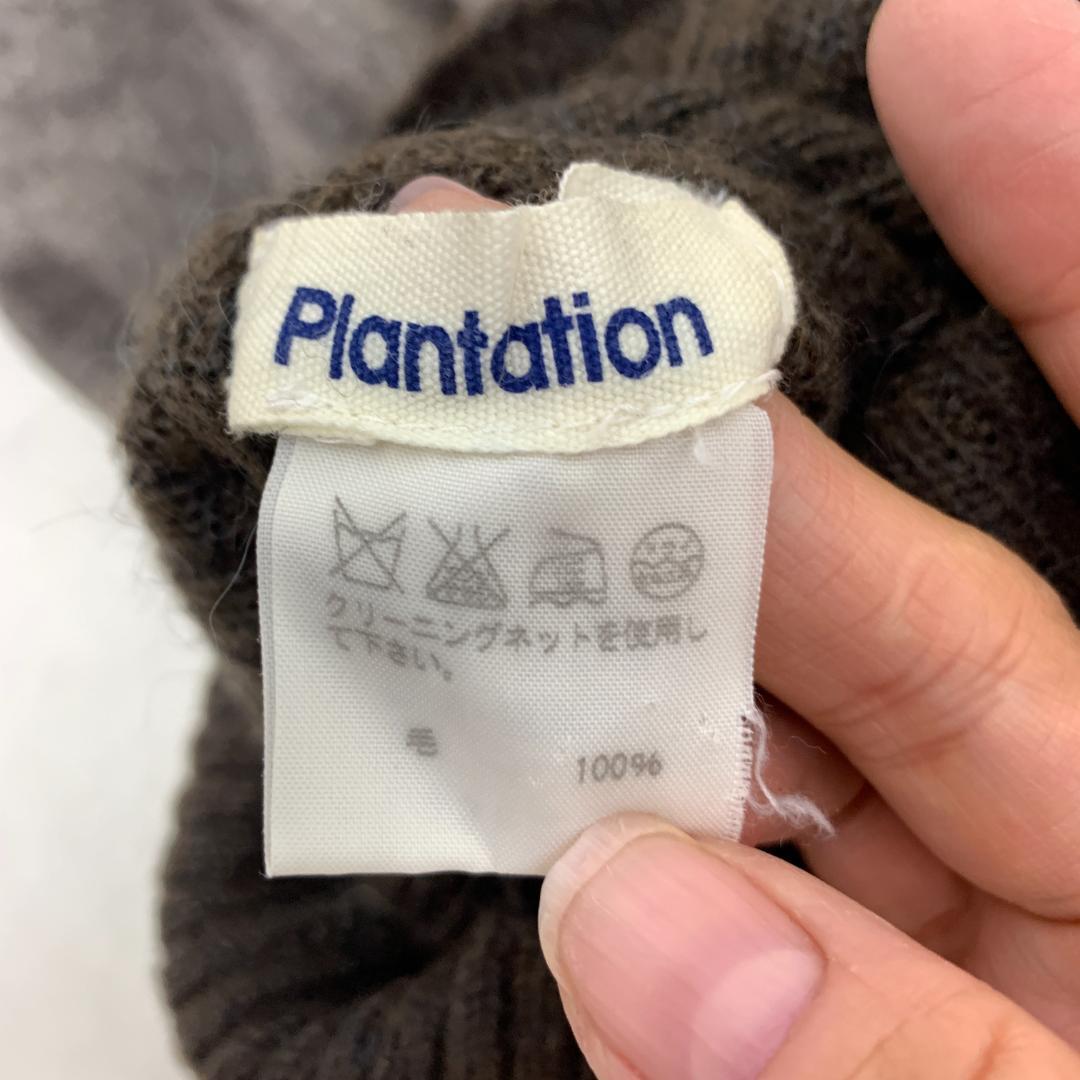 Plantation
クリーニングネットを使用し
て下さい。
毛
100%